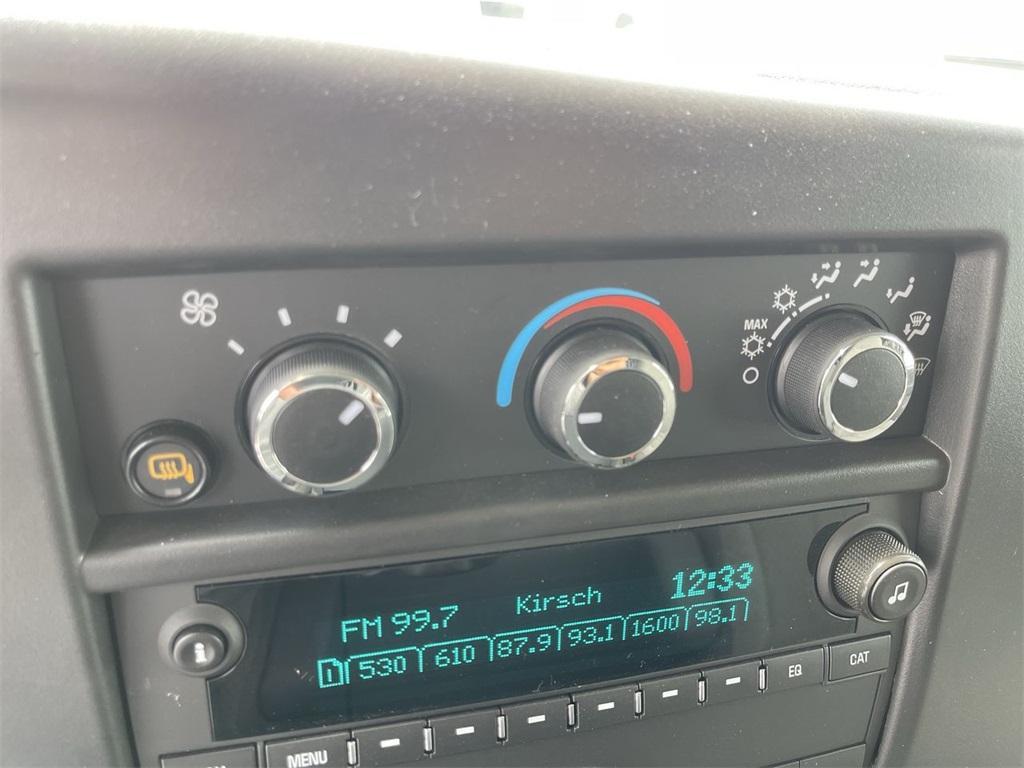 MAX
FM 99.7 Kirsch 12:33
1 530 610 87.9 93.1 1600 98.1
MENU EQ CAT